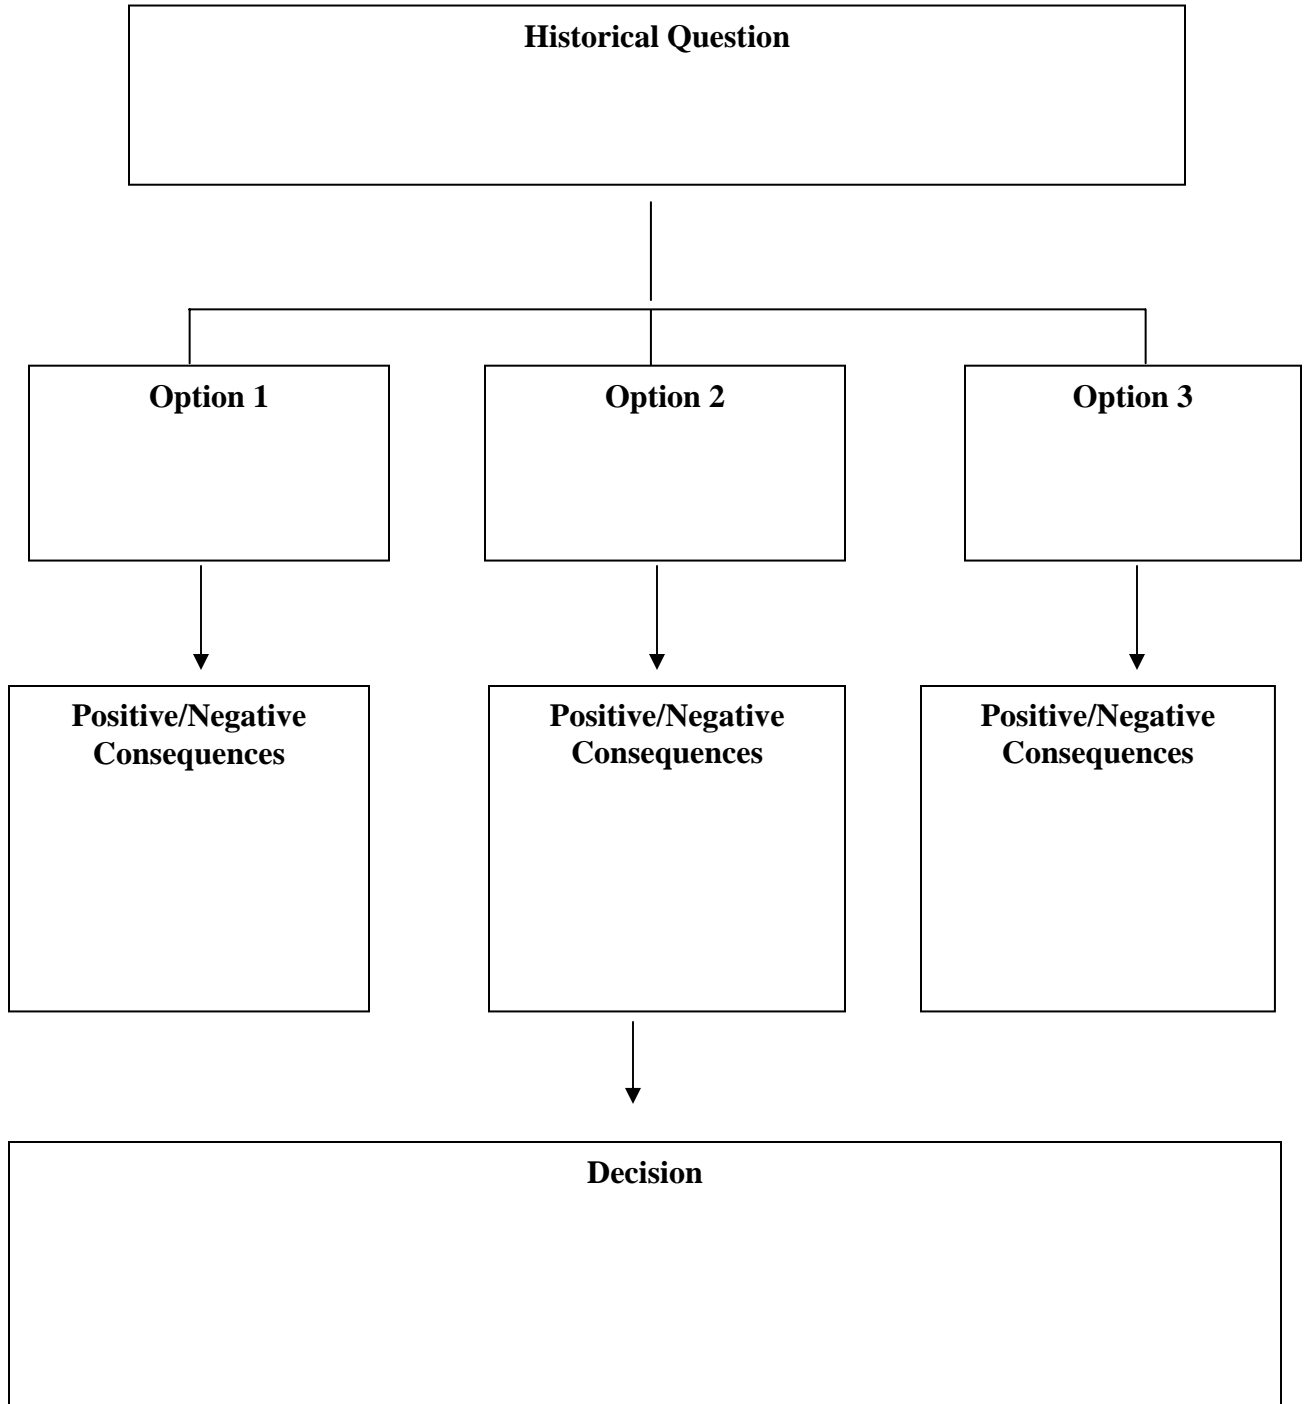 Historical Question
Option 1
Option 2
Option 3
Positive/Negative
Consequences
Positive/Negative
Consequences
Positive/Negative
Consequences
Decision